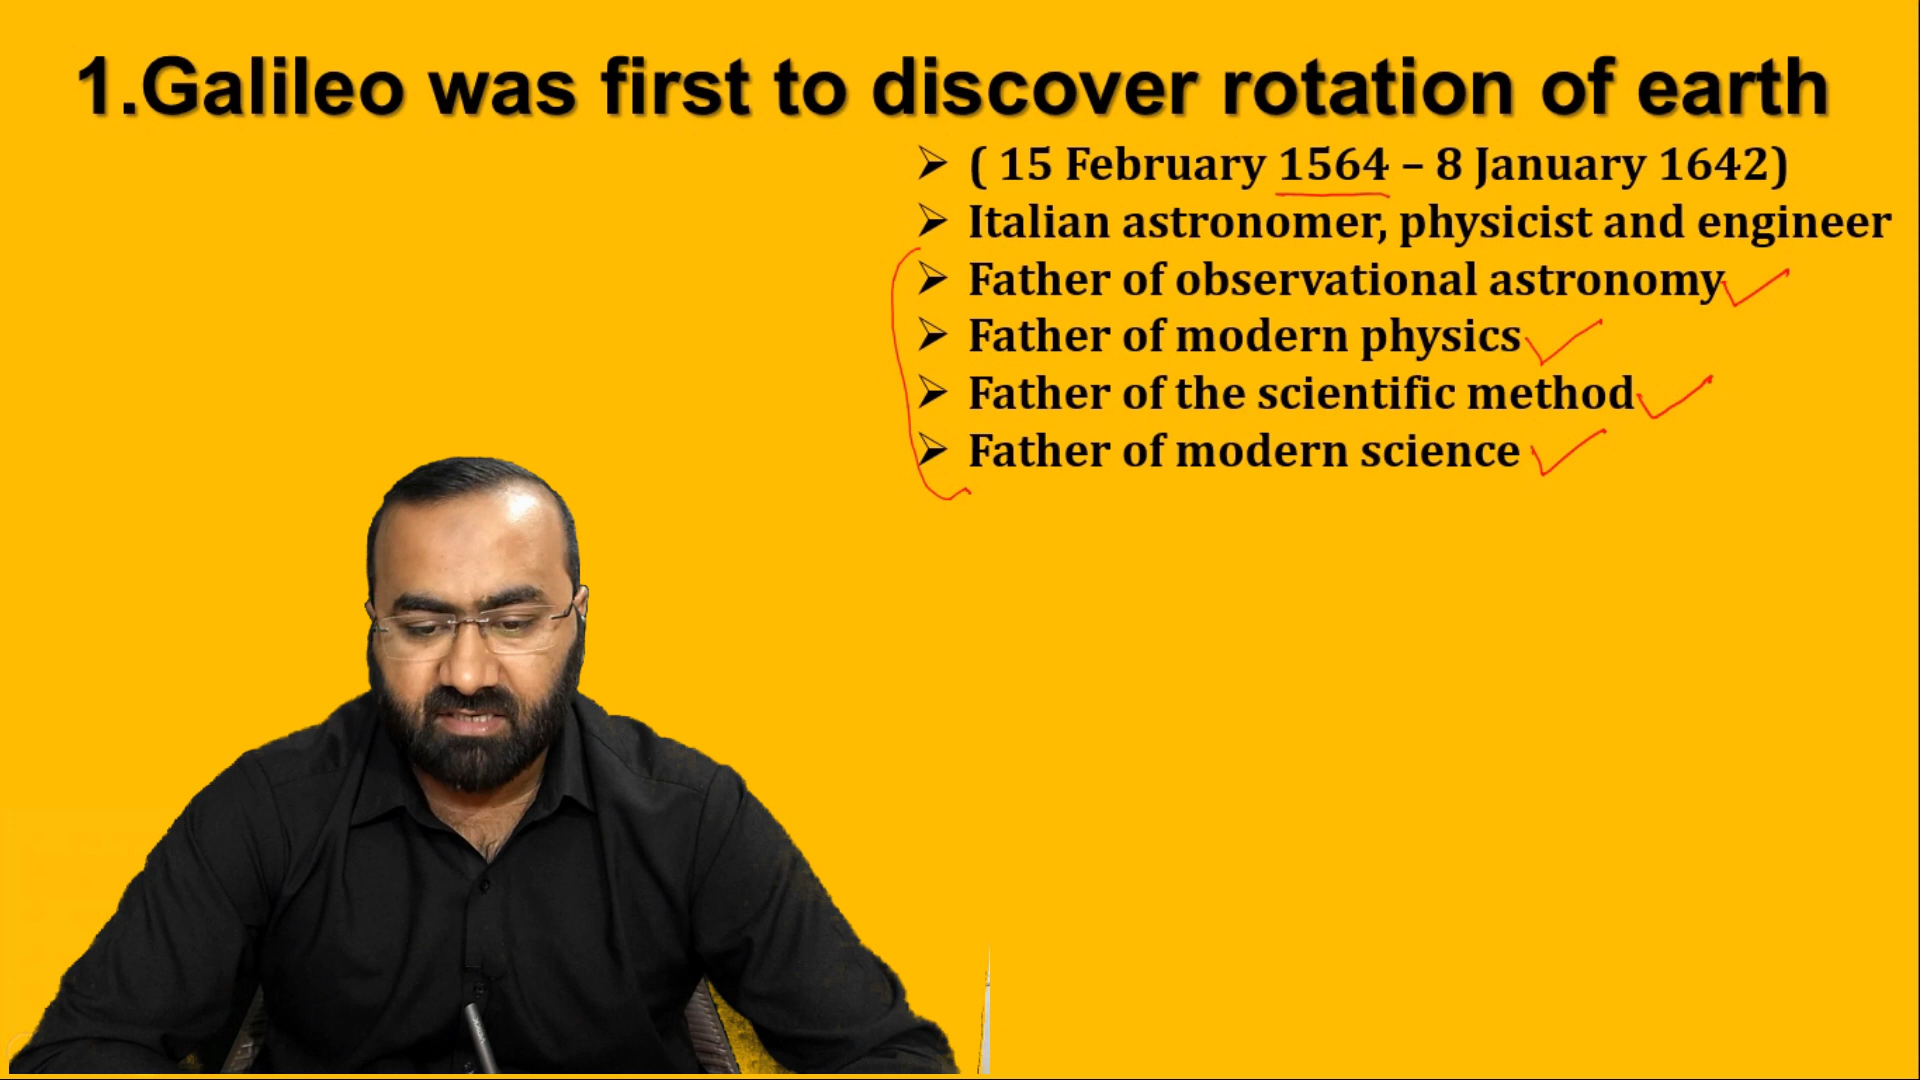 1.Galileo was first to discover rotation of earth
➢ ( 15 February 1564 – 8 January 1642)
➢ Italian astronomer, physicist and engineer
➢ Father of observational astronomy
➢ Father of modern physics
➢ Father of the scientific method
➢ Father of modern science